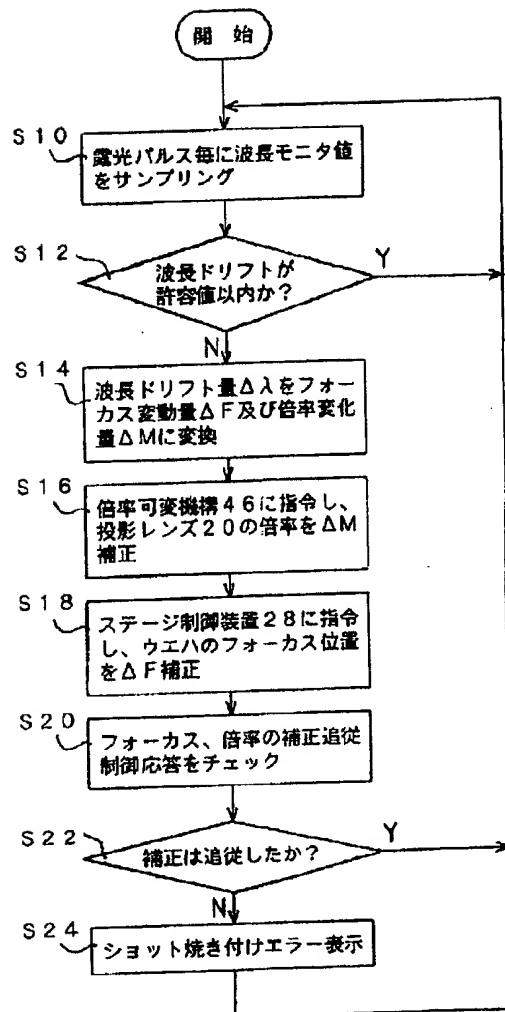 開 始
S10
露光パルス毎に波長モニタ値
をサンプリング
S12
波長ドリフトが
許容値以内か?
Y
N
S14
波長ドリフト量Δλをフォー
カス変動量ΔF及び倍率変化
量ΔMに変換
S16
倍率可変機構46に指令し、
投影レンズ20の倍率をΔM
補正
S18
ステージ制御装置28に指令
し、ウエハのフォーカス位置
をΔF補正
S20
フォーカス、倍率の補正追従
制御応答をチェック
S22
補正は追従したか?
Y
N
S24
ショット焼き付けエラー表示